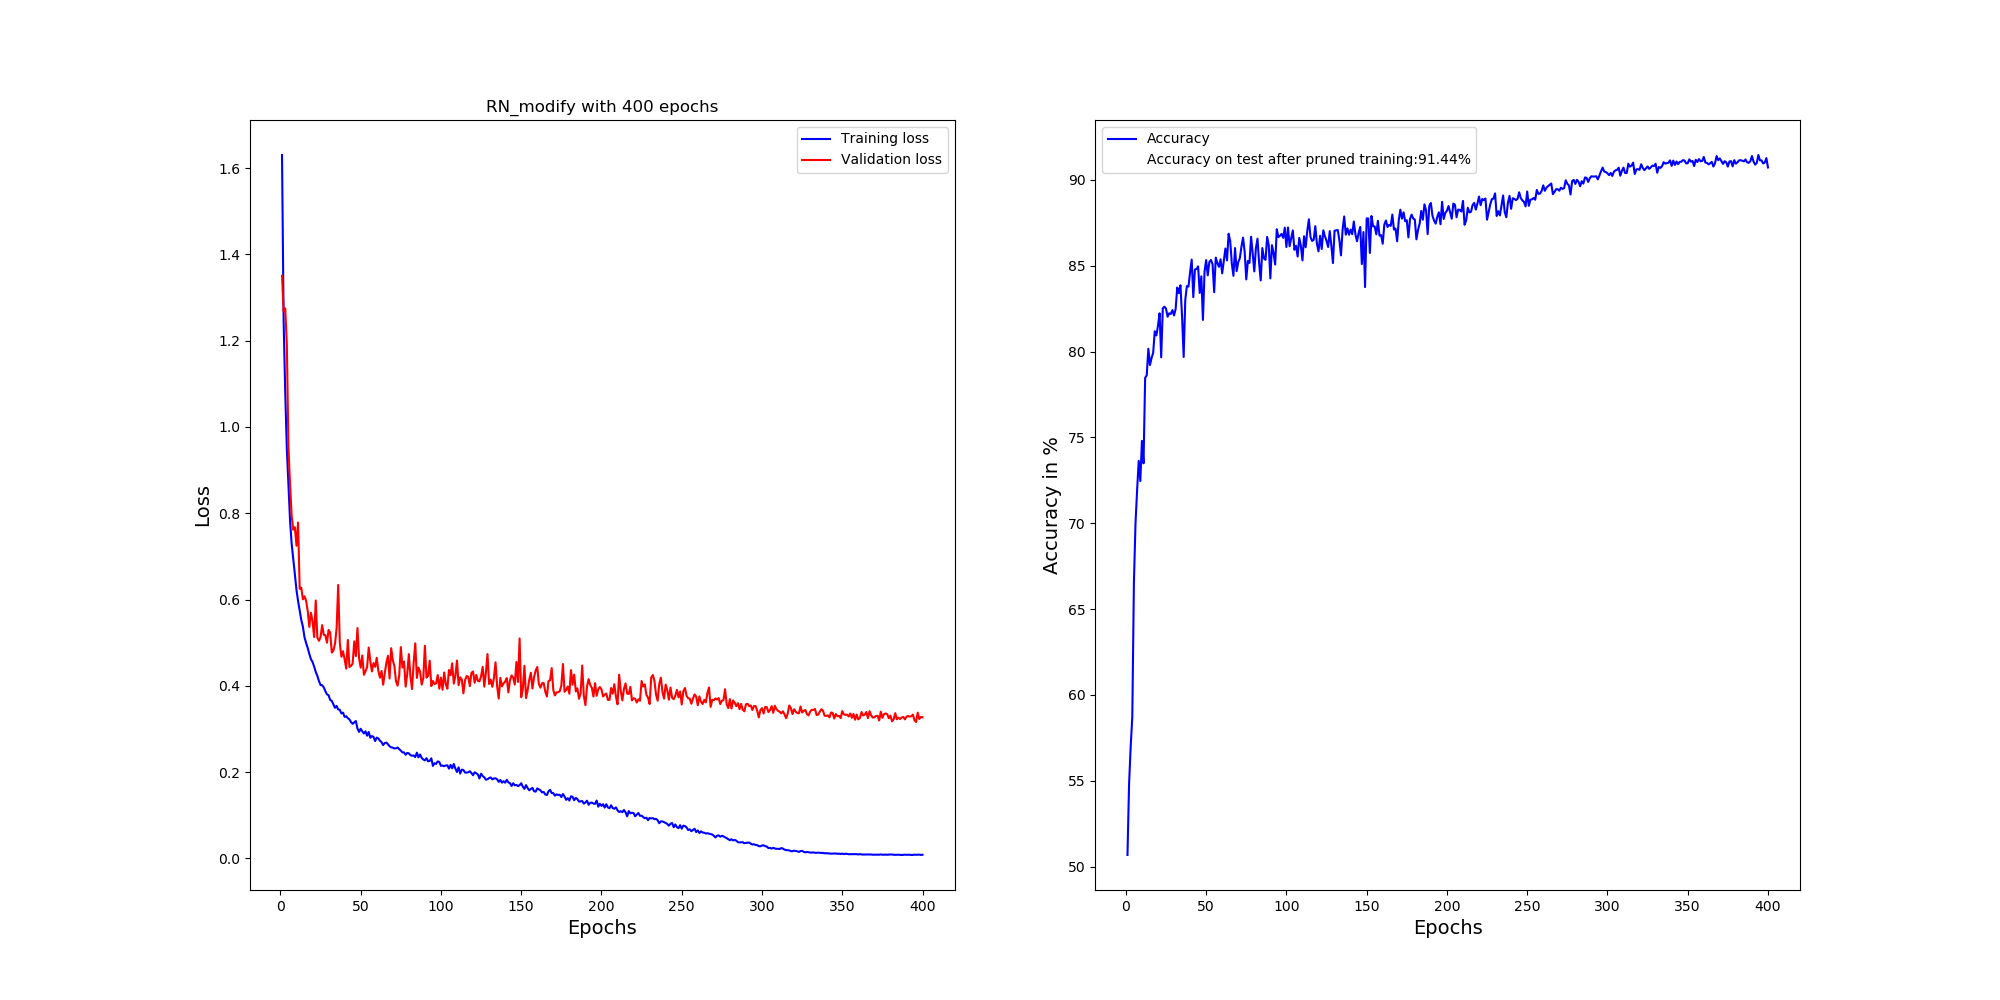 RN_modify with 400 epochs
Training loss
Validation loss
Loss
1.6
1.4
1.2
1.0
0.8
0.6
0.4
0.2
0.0
0 50 100 150 200 250 300 350 400
Epochs
Accuracy
Accuracy on test after pruned training:91.44%
Accuracy in %
90
85
80
75
70
65
60
55
50
0 50 100 150 200 250 300 350 400
Epochs